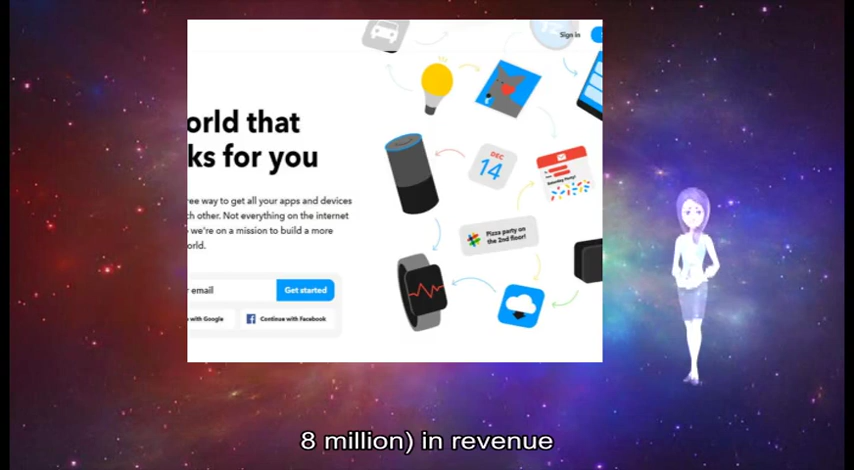 Sign in
orld that
ks for you
ree way to get all your apps and devices
ch other. Not everything on the internet
we're on a mission to build a more
orld.
r email
Get started
with Google
Continue with Facebook
DEC
14
Saturday Party!
Pizza party on
the 2nd floor!
8 million) in revenue